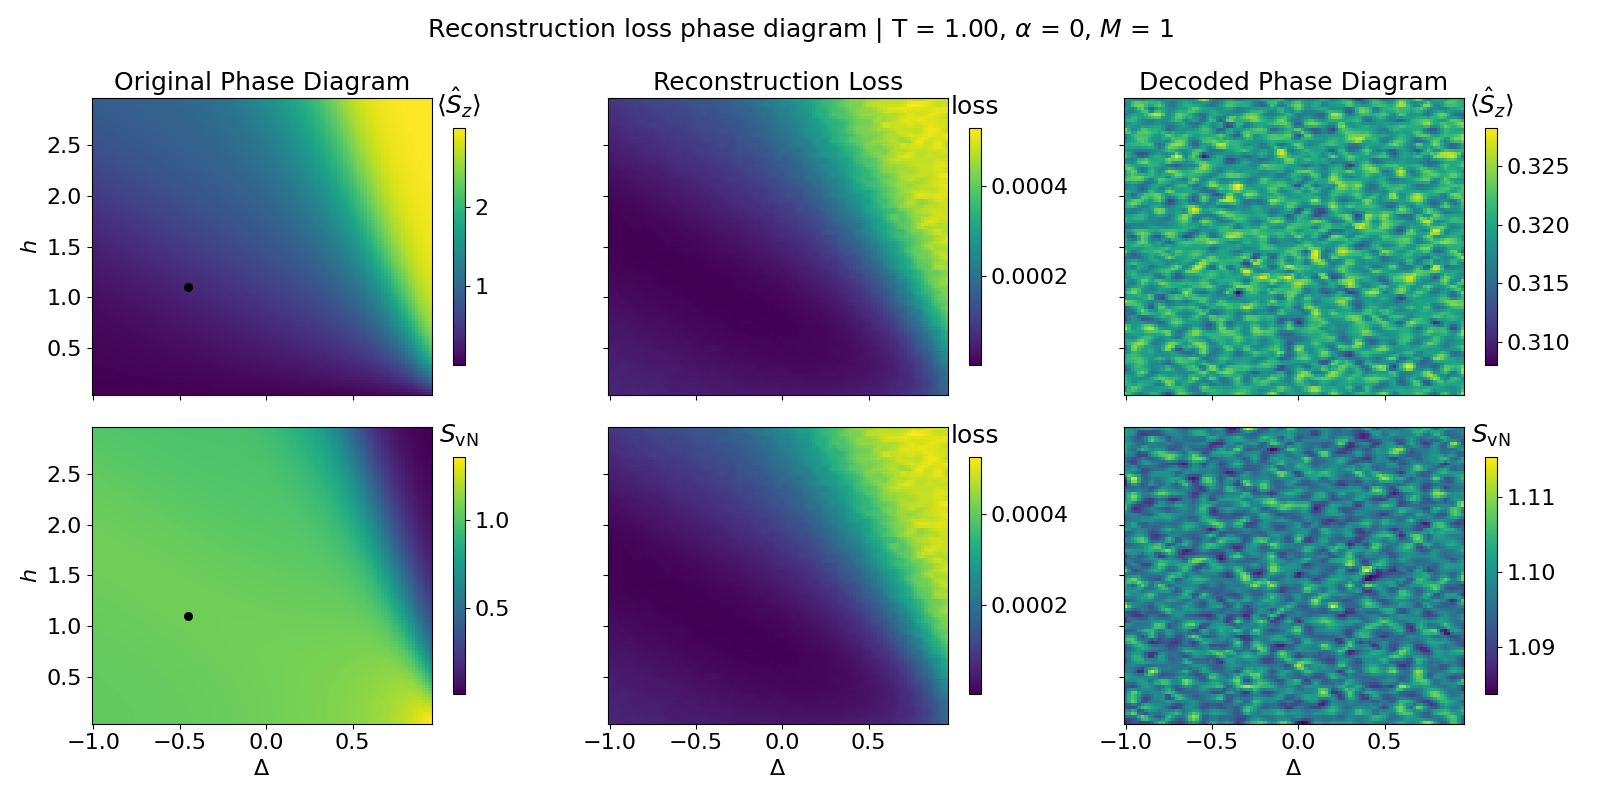 Reconstruction loss phase diagram | T = 1.00, α = 0, M = 1
Original Phase Diagram
Reconstruction Loss
Decoded Phase Diagram
⟨Ŝz⟩
loss
⟨Ŝz⟩
h
2.5
2.0
1.5
1.0
0.5
2
1
0.0004
0.0002
0.325
0.320
0.315
0.310
SvN
loss
SvN
h
2.5
2.0
1.5
1.0
0.5
1.0
0.5
0.0004
0.0002
1.11
1.10
1.09
−1.0 −0.5 0.0 0.5
−1.0 −0.5 0.0 0.5
−1.0 −0.5 0.0 0.5
Δ
Δ
Δ